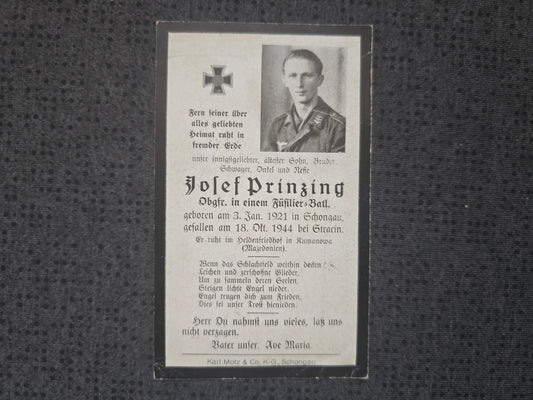 Fern seiner über
alles geliebten
Heimat ruht in
fremder Erde
unser innigstgeliebter, ältester Sohn, Bruder,
Schwager, Onkel und Neffe
Josef Prinzing
Obgfr. in einem Füsilier-Batl.
geboren am 3. Jan. 1921 in Schongau,
gefallen am 18. Okt. 1944 bei Stracin.
Er ruht im Heldenfriedhof in Kumanowa
(Mazedonien).
Wenn das Schlachtfeld weithin decken
Leichen und zerschoßne Glieder,
Um zu sammeln deren Seelen,
Steigen lichte Engel nieder.
Engel trugen dich zum Frieden,
Dies sei unser Trost hienieden.
Herr Du nahmst uns vieles, laß uns
nicht verzagen.
Vater unser. Ave Maria
Karl Motz & Co. K-G., Schongau